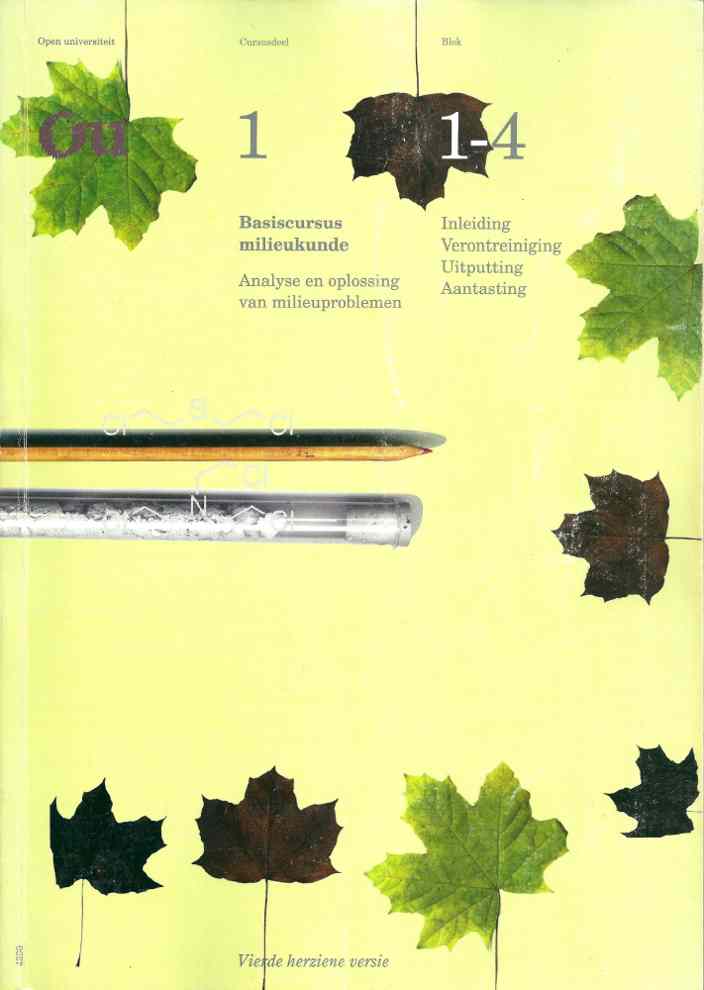 Open universiteit
Cursusdeel
Blok
Ou
1
1-4
Basiscursus
milieukunde
Analyse en oplossing
van milieuproblemen
Inleiding
Verontreiniging
Uitputting
Aantasting
Cl
S
Cl
Cl
N
Cl
Vierde herziene versie